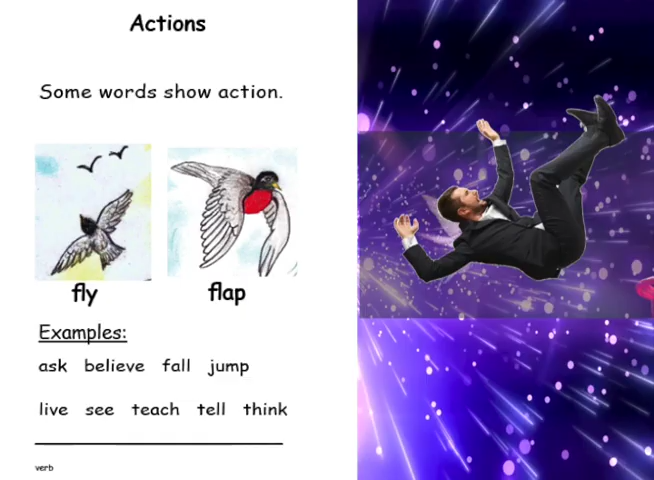 Actions
Some words show action.
fly flap
Examples:
ask believe fall jump
live see teach tell think
verb